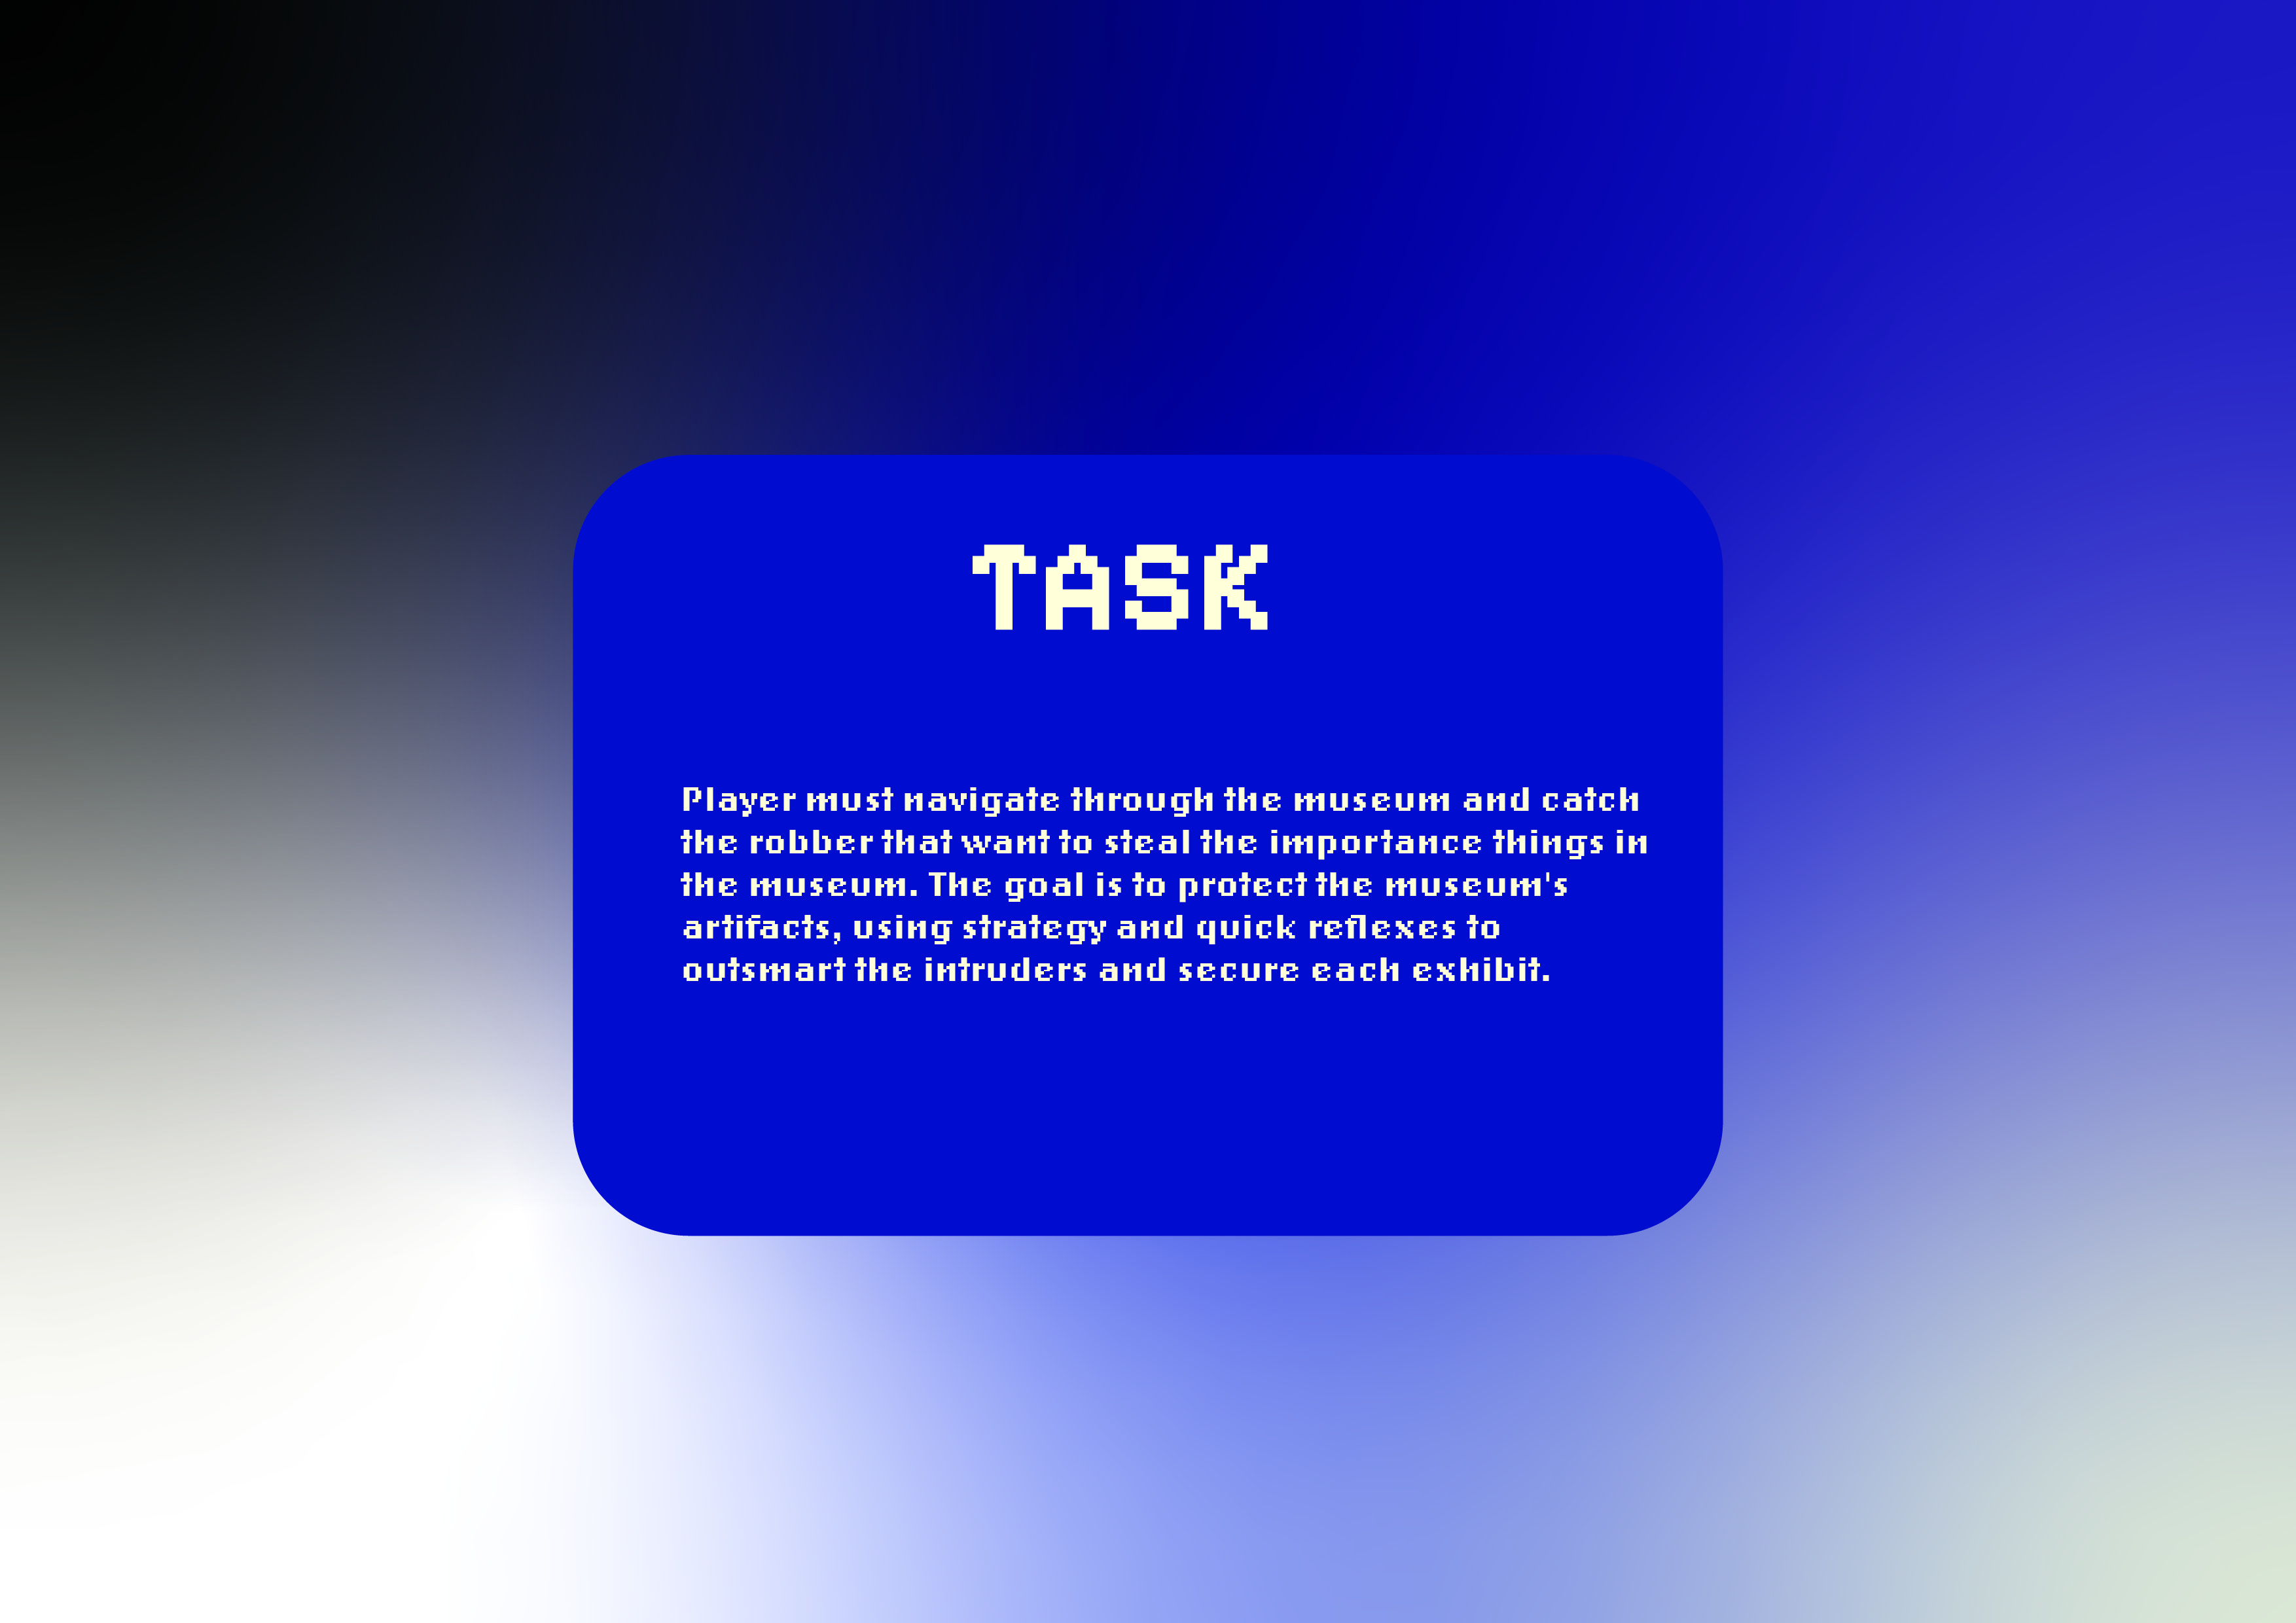 TASK
Player must navigate through the museum and catch
the robber that want to steal the importance things in
the museum. The goal is to protect the museum's
artifacts, using strategy and quick reflexes to
outsmart the intruders and secure each exhibit.